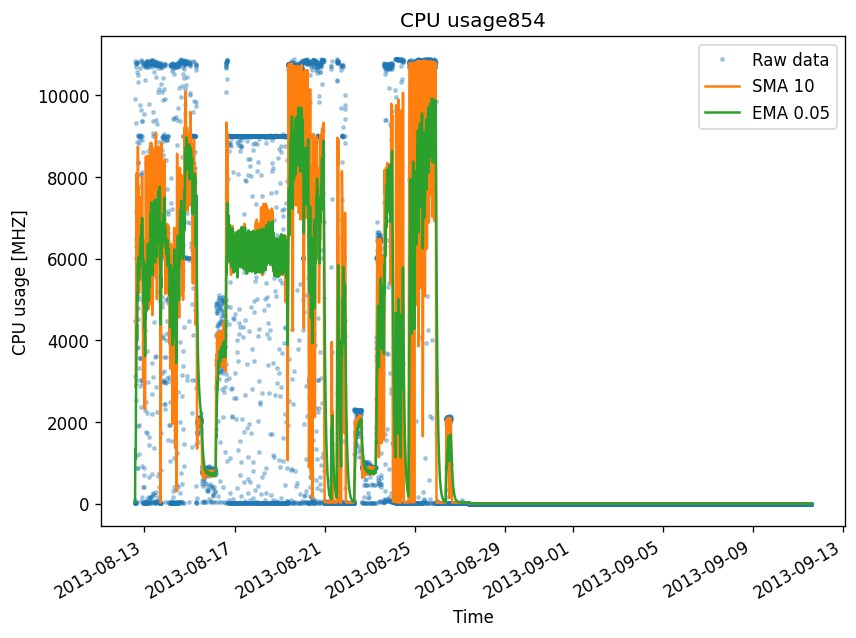 CPU usage854
Raw data
SMA 10
EMA 0.05
CPU usage [MHZ]
10000
8000
6000
4000
2000
0
2013-08-13
2013-08-17
2013-08-21
2013-08-25
2013-08-29
2013-09-01
2013-09-05
2013-09-09
2013-09-13
Time